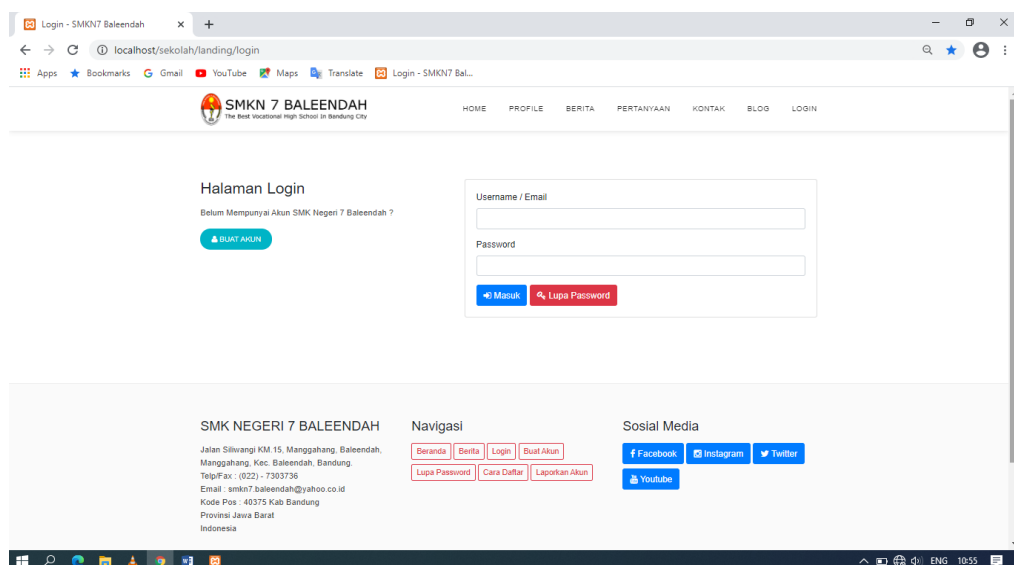 Login - SMKN7 Baleendah
localhost/sekolah/landing/login
Apps Bookmarks Gmail YouTube Maps Translate Login - SMKN7 Bal...
SMKN 7 BALEENDAH
The Best Vocational High School In Bandung City
HOME PROFILE BERITA PERTANYAAN KONTAK BLOG LOGIN
Halaman Login
Belum Mempunyai Akun SMK Negeri 7 Baleendah ?
BUAT AKUN
Username / Email
Password
Masuk Lupa Password
SMK NEGERI 7 BALEENDAH
Jalan Siliwangi KM.15, Manggahang, Baleendah,
Manggahang, Kec. Baleendah, Bandung.
Telp/Fax : (022) - 7303736
Email : smkn7.baleendah@yahoo.co.id
Kode Pos : 40375 Kab Bandung
Provinsi Jawa Barat
Indonesia
Navigasi
Beranda Berita Login Buat Akun
Lupa Password Cara Daftar Laporkan Akun
Sosial Media
Facebook Instagram Twitter
Youtube
ENG 10:55